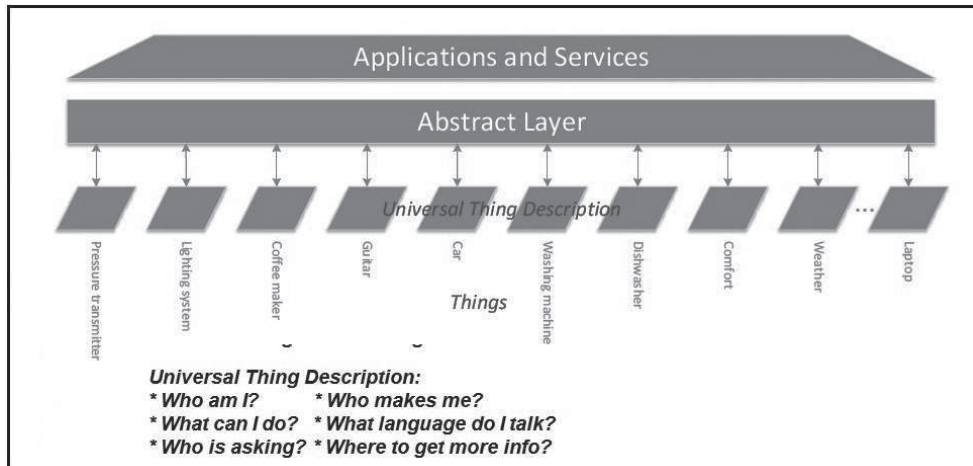 Applications and Services
Abstract Layer
Universal Thing Description
...
Pressure transmitter
Lighting system
Coffee maker
Guitar
Car
Washing machine
Dishwasher
Comfort
Weather
Laptop
Things
Universal Thing Description:
* Who am I? * Who makes me?
* What can I do? * What language do I talk?
* Who is asking? * Where to get more info?